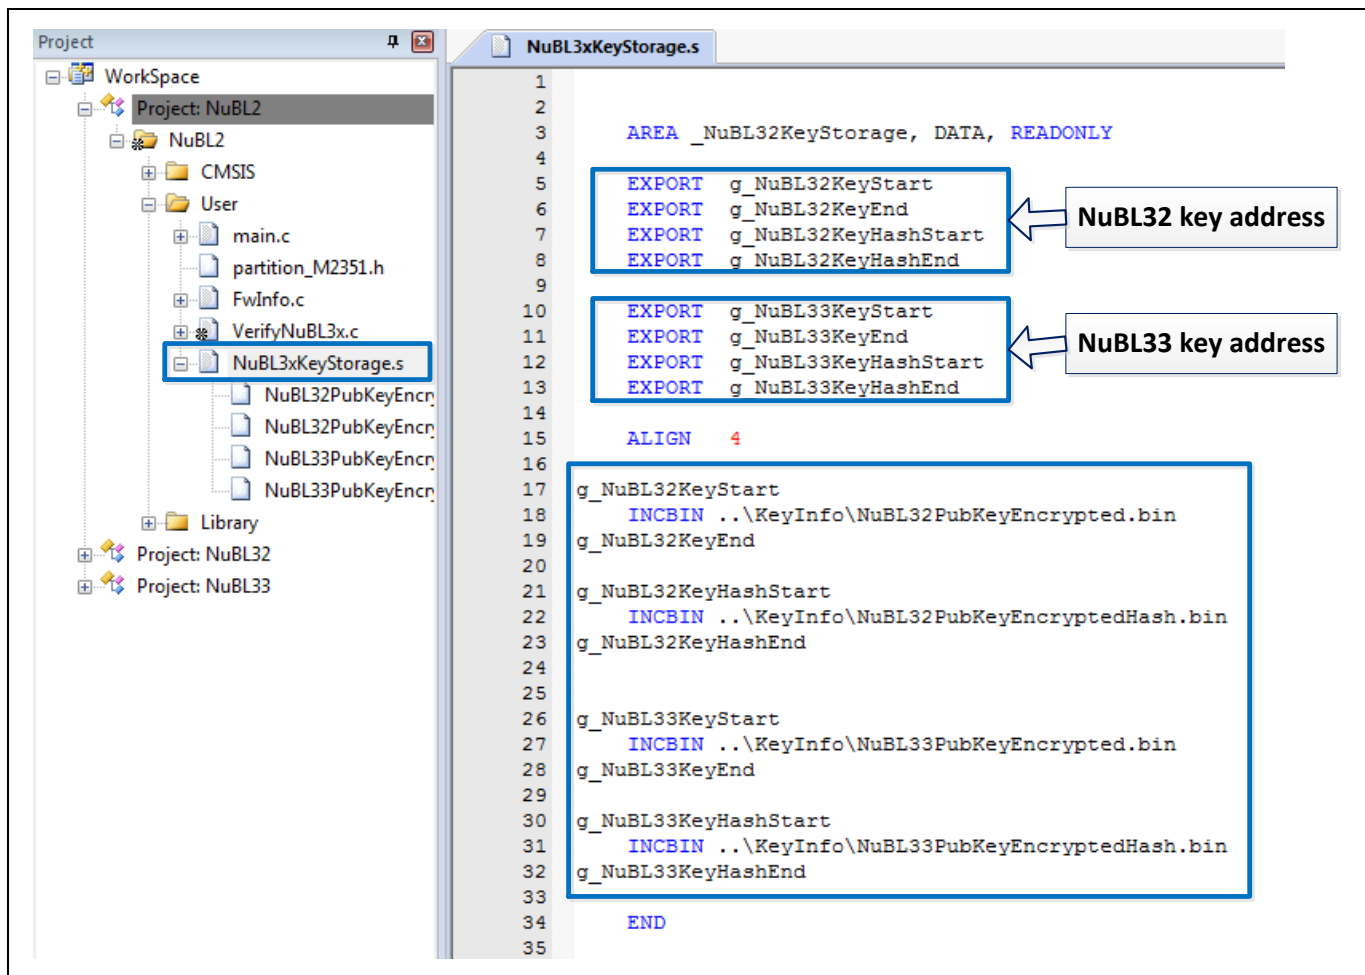 Project
WorkSpace
Project: NuBL2
NuBL2
CMSIS
User
main.c
partition_M2351.h
FwInfo.c
VerifyNuBL3x.c
NuBL3xKeyStorage.s
NuBL32PubKeyEncr
NuBL32PubKeyEncr
NuBL33PubKeyEncr
NuBL33PubKeyEncr
Library
Project: NuBL32
Project: NuBL33
NuBL3xKeyStorage.s
1
2
3 AREA _NuBL32KeyStorage, DATA, READONLY
4
5 EXPORT g_NuBL32KeyStart
6 EXPORT g_NuBL32KeyEnd
7 EXPORT g_NuBL32KeyHashStart
8 EXPORT g_NuBL32KeyHashEnd
9
10 EXPORT g_NuBL33KeyStart
11 EXPORT g_NuBL33KeyEnd
12 EXPORT g_NuBL33KeyHashStart
13 EXPORT g_NuBL33KeyHashEnd
14
15 ALIGN 4
16
17 g_NuBL32KeyStart
18 INCBIN ..\KeyInfo\NuBL32PubKeyEncrypted.bin
19 g_NuBL32KeyEnd
20
21 g_NuBL32KeyHashStart
22 INCBIN ..\KeyInfo\NuBL32PubKeyEncryptedHash.bin
23 g_NuBL32KeyHashEnd
24
25
26 g_NuBL33KeyStart
27 INCBIN ..\KeyInfo\NuBL33PubKeyEncrypted.bin
28 g_NuBL33KeyEnd
29
30 g_NuBL33KeyHashStart
31 INCBIN ..\KeyInfo\NuBL33PubKeyEncryptedHash.bin
32 g_NuBL33KeyHashEnd
33
34 END
35
NuBL32 key address
NuBL33 key address